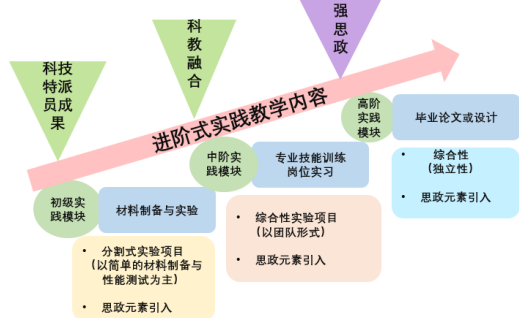 科技
特派
员成
果
科
教
融
合
强
思
政
进阶式实践教学内容
初级实
践模块
材料制备与实验
• 分割式实验项目
(以简单的材料制备与
性能测试为主)
• 思政元素引入
中阶实
践模块
专业技能训练
岗位实习
• 综合性实验项目
(以团队形式)
• 思政元素引入
高阶
实践
模块
毕业论文或设计
• 综合性
(独立性)
• 思政元素引入